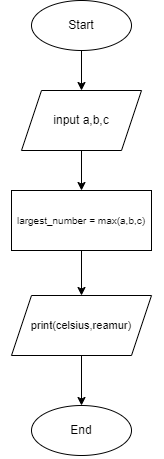 Start
input a,b,c
largest_number = max(a,b,c)
print(celsius,reamur)
End